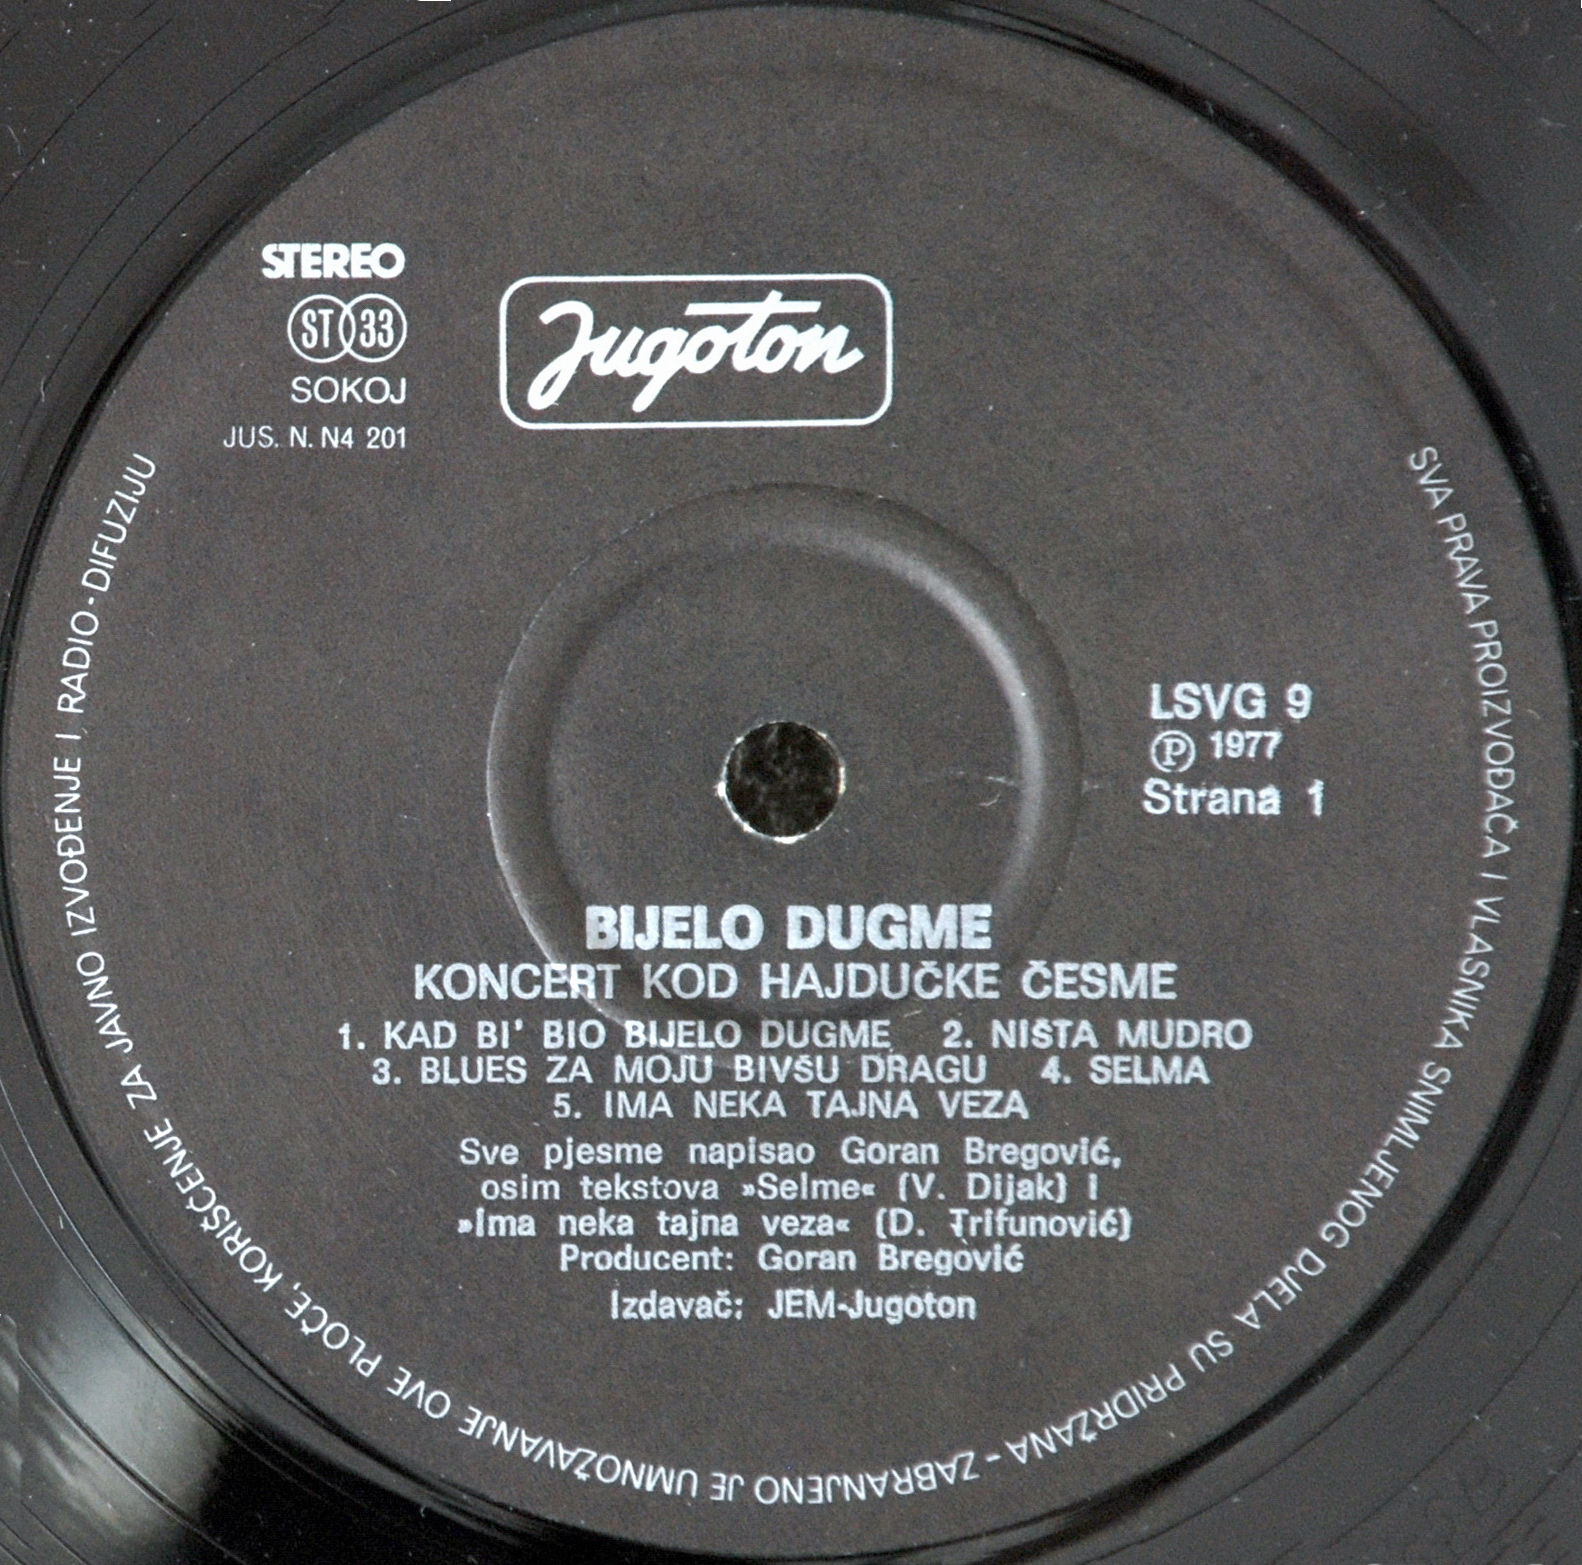 STEREO
ST 33
SOKOJ
JUS. N. N4 201
Jugoton
LSVG 9
Ⓟ 1977
Strana 1
BIJELO DUGME
KONCERT KOD HAJDUČKE ČESME
1. KAD BI' BIO BIJELO DUGME 2. NIŠTA MUDRO
3. BLUES ZA MOJU BIVŠU DRAGU 4. SELMA
5. IMA NEKA TAJNA VEZA
Sve pjesme napisao Goran Bregović,
osim tekstova »Selme« (V. Dijak) i
»Ima neka tajna veza« (D. Trifunović)
Producent: Goran Bregović
Izdavač: JEM-Jugoton
SVA PRAVA PROIZVOĐAČA I VLASNIKA SNIMLJENOG DJELA SU PRIDRŽANA - ZABRANJENO JE UMNOŽAVANJE OVE PLOČE, KORIŠĆENJE ZA JAVNO IZVOĐENJE I RADIO-DIFUZIJU